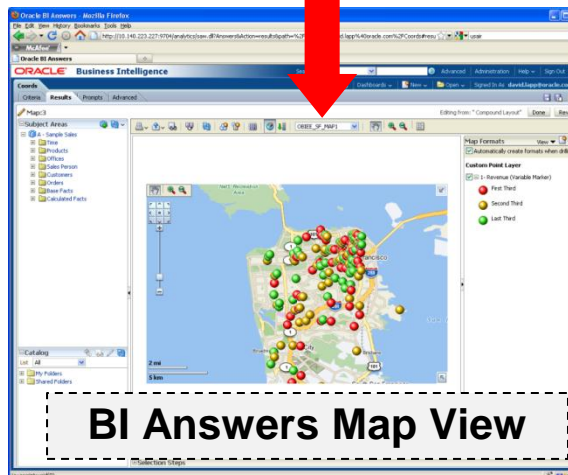 Oracle BI Answers - Mozilla Firefox
File Edit View History Bookmarks Tools Help
McAfee
Oracle BI Answers
ORACLE Business Intelligence
Advanced Administration Help Sign Out
Coords
Dashboards New Open Signed In As
Criteria Results Prompts Advanced
Map:3
Editing from: "Compound Layout" Done
Subject Areas
OBIEE_SF_MAP1
Map Formats View
A - Sample Sales
Automatically create formats when
Time
Products
Custom Point Layer
Offices
1- Revenue (Variable Marker)
Sales Person
First Third
Customers
Orders
Second Third
Base Facts
Calculated Facts
Last Third
2 mi
5 km
Catalog
List All
My Folders
Shared Folders
BI Answers Map View
Selection Steps